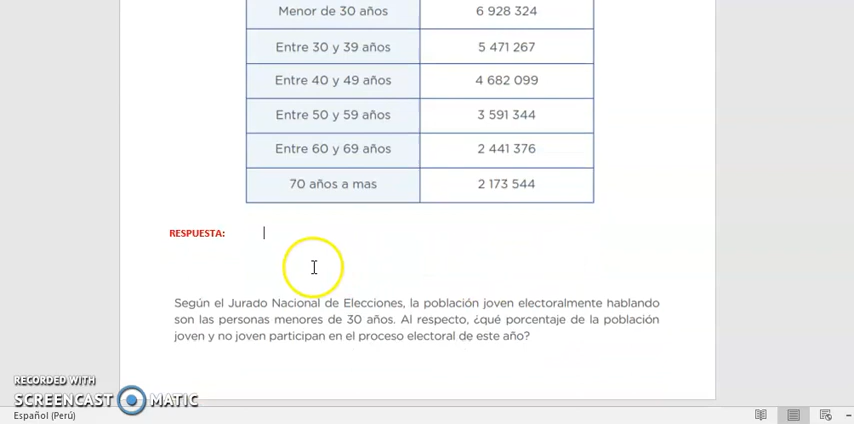 Menor de 30 años 6 928 324
Entre 30 y 39 años 5 471 267
Entre 40 y 49 años 4 682 099
Entre 50 y 59 años 3 591 344
Entre 60 y 69 años 2 441 376
70 años a mas 2 173 544
RESPUESTA:
Según el Jurado Nacional de Elecciones, la población joven electoralmente hablando
son las personas menores de 30 años. Al respecto, ¿qué porcentaje de la población
joven y no joven participan en el proceso electoral de este año?
RECORDED WITH
SCREENCAST MATIC
Español (Perú)